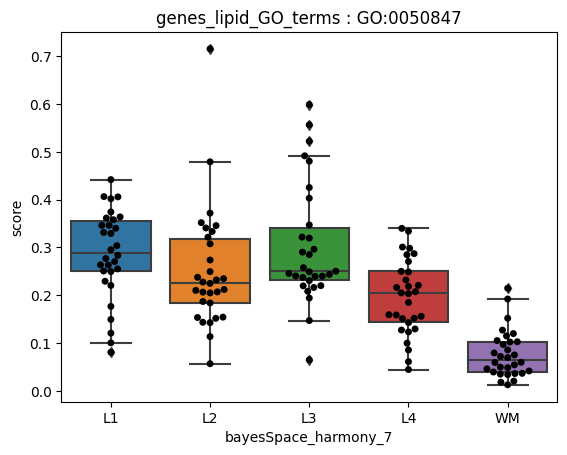 genes_lipid_GO_terms : GO:0050847
0.7
0.6
0.5
0.4
0.3
0.2
0.1
0.0
score
L1 L2 L3 L4 WM
bayesSpace_harmony_7